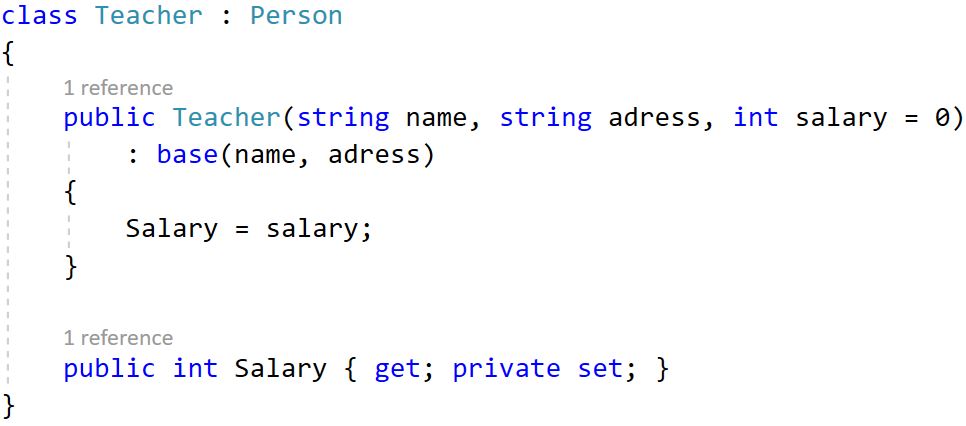 class Teacher : Person
{
1 reference
public Teacher(string name, string adress, int salary = 0)
: base(name, adress)
{
Salary = salary;
}
1 reference
public int Salary { get; private set; }
}